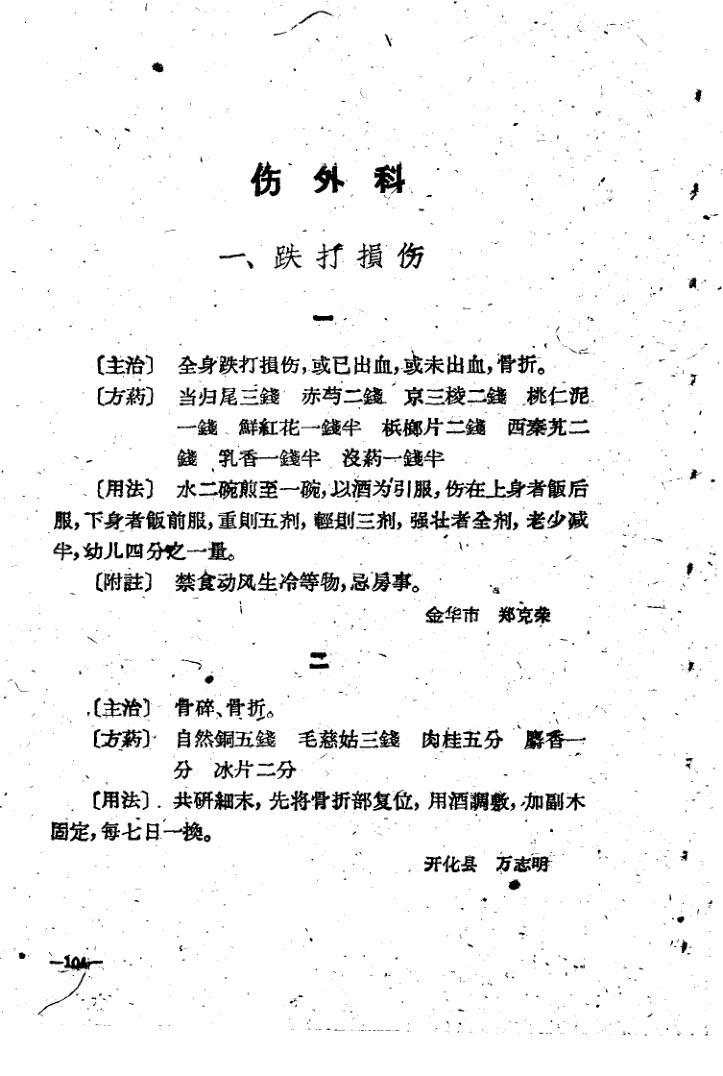 伤外科
一、跌打損伤
一
〔主治〕 全身跌打損伤,或已出血,或未出血,骨折。
〔方药〕 当归尾三錢 赤芍二錢 京三棱二錢 桃仁泥
一錢 鮮紅花一錢半 槟榔片二錢 西秦艽二
錢 乳香一錢半 沒药一錢半
〔用法〕 水二碗煎至一碗,以酒为引服,伤在上身者飯后
服,下身者飯前服,重則五剂,輕則三剂,强壮者全剂,老少减
半,幼儿四分之一量。
〔附註〕 禁食动风生冷等物,忌房事。
金华市 郑克荣
二
〔主治〕 骨碎、骨折。
〔方药〕 自然銅五錢 毛慈姑三錢 肉桂五分 麝香一
分 冰片二分
〔用法〕 共研細末,先将骨折部复位,用酒調敷,加副木
固定,每七日一換。
开化县 万志明
—104—